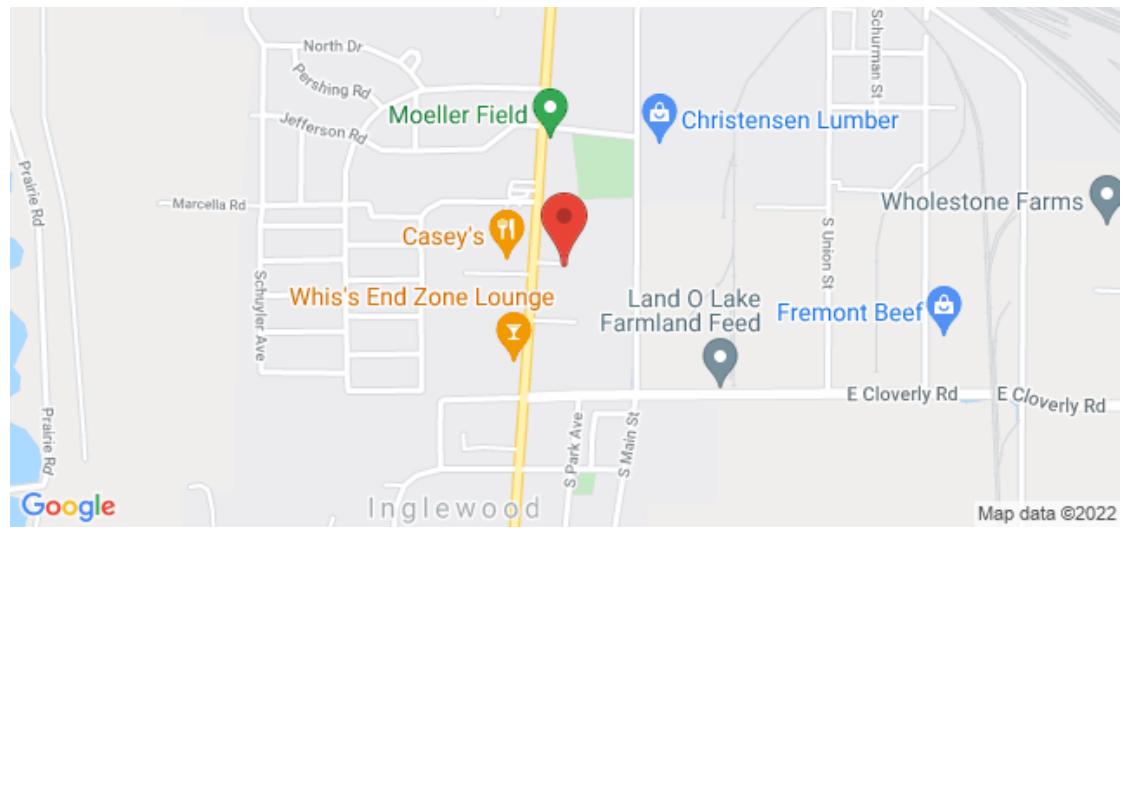 North Dr
Schurman St
Pershing Rd
Moeller Field
Christensen Lumber
Jefferson Rd
Prairie Rd
Marcella Rd
Wholestone Farms
Casey's
S Union St
Schuyler Ave
Whis's End Zone Lounge
Land O Lake
Farmland Feed
Fremont Beef
E Cloverly Rd
E Cloverly Rd
Prairie Rd
S Park Ave
S Main St
Google
Inglewood
Map data ©2022